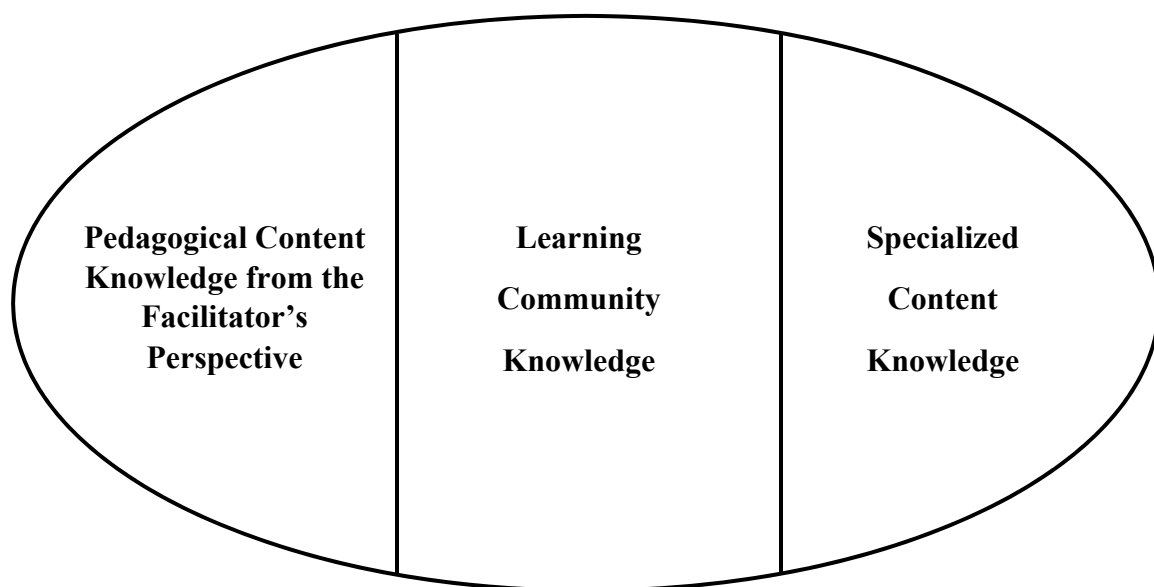 Pedagogical Content
Knowledge from the
Facilitator’s
Perspective
Learning
Community
Knowledge
Specialized
Content
Knowledge